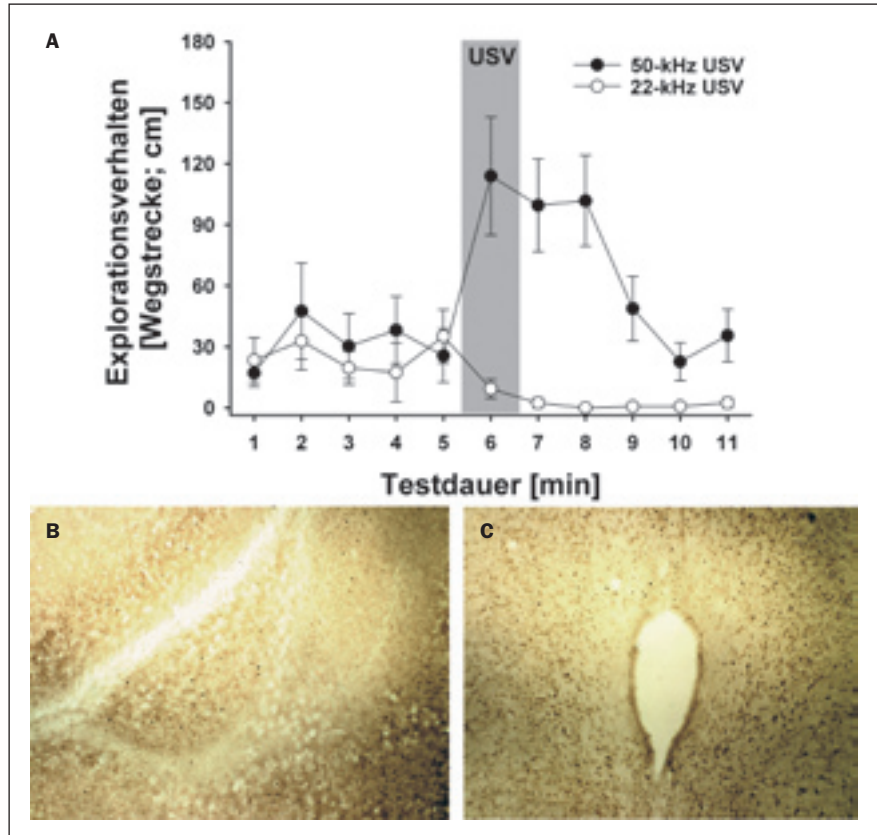 A
Explorationsverhalten
[Wegstrecke; cm]
180
150
120
90
60
30
0
USV
50-kHz USV
22-kHz USV
1 2 3 4 5 6 7 8 9 10 11
Testdauer [min]
B
C